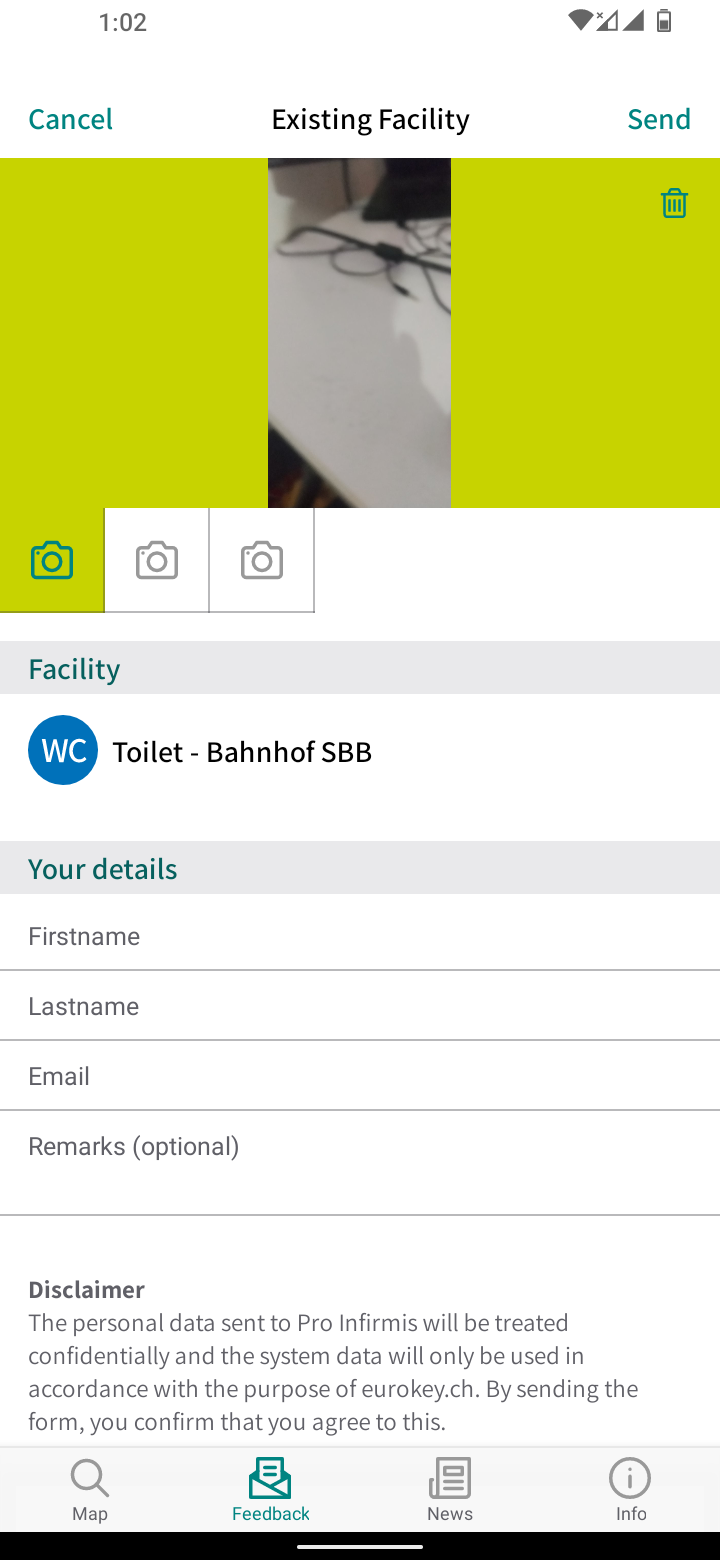 1:02
Cancel
Existing Facility
Send
Facility
WC
Toilet - Bahnhof SBB
Your details
Firstname
Lastname
Email
Remarks (optional)
Disclaimer
The personal data sent to Pro Infirmis will be treated
confidentially and the system data will only be used in
accordance with the purpose of eurokey.ch. By sending the
form, you confirm that you agree to this.
Map
Feedback
News
Info